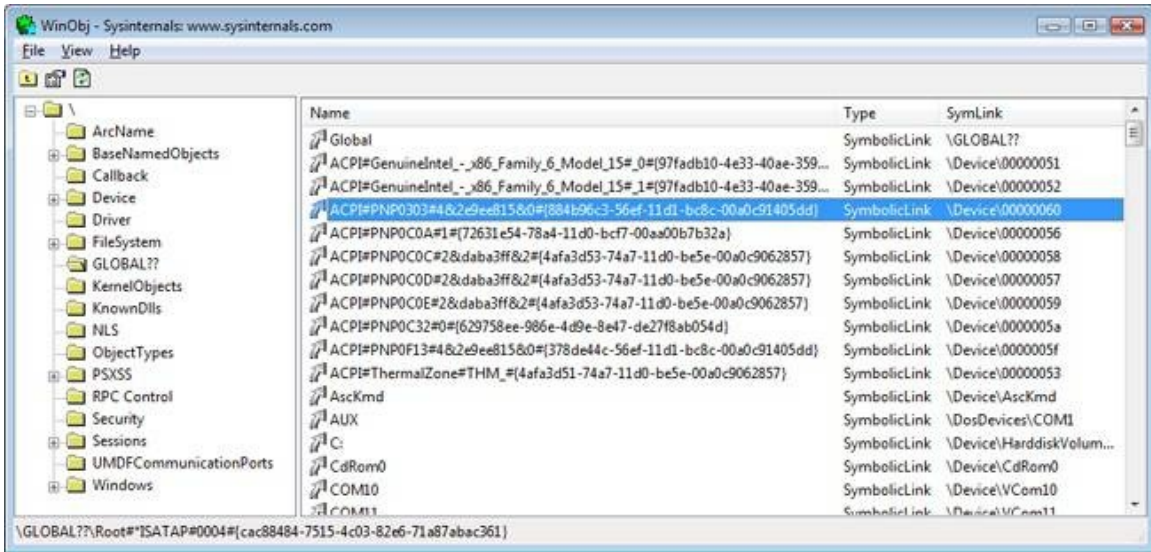 WinObj - Sysinternals: www.sysinternals.com
File View Help
\
ArcName
BaseNamedObjects
Callback
Device
Driver
FileSystem
GLOBAL??
KernelObjects
KnownDlls
NLS
ObjectTypes
PSXSS
RPC Control
Security
Sessions
UMDFCommunicationPorts
Windows
Name Type SymLink
Global SymbolicLink \GLOBAL??
ACPI#GenuineIntel_-_x86_Family_6_Model_15#_0#{97fadb10-4e33-40ae-359... SymbolicLink \Device\00000051
ACPI#GenuineIntel_-_x86_Family_6_Model_15#_1#{97fadb10-4e33-40ae-359... SymbolicLink \Device\00000052
ACPI#PNP0303#4&2e9ee815&0#{884b96c3-56ef-11d1-bc8c-00a0c91405dd} SymbolicLink \Device\00000060
ACPI#PNP0C0A#1#{72631e54-78a4-11d0-bcf7-00aa00b7b32a} SymbolicLink \Device\00000056
ACPI#PNP0C0C#2&daba3ff&2#{4afa3d53-74a7-11d0-be5e-00a0c9062857} SymbolicLink \Device\00000058
ACPI#PNP0C0D#2&daba3ff&2#{4afa3d53-74a7-11d0-be5e-00a0c9062857} SymbolicLink \Device\00000057
ACPI#PNP0C0E#2&daba3ff&2#{4afa3d53-74a7-11d0-be5e-00a0c9062857} SymbolicLink \Device\00000059
ACPI#PNP0C32#0#{629758ee-986e-4d9e-8e47-de27f8ab054d} SymbolicLink \Device\0000005a
ACPI#PNP0F13#4&2e9ee815&0#{378de44c-56ef-11d1-bc8c-00a0c91405dd} SymbolicLink \Device\0000005f
ACPI#ThermalZone#THM_#{4afa3d51-74a7-11d0-be5e-00a0c9062857} SymbolicLink \Device\00000053
AscKmd SymbolicLink \Device\AscKmd
AUX SymbolicLink \DosDevices\COM1
C: SymbolicLink \Device\HarddiskVolum...
CdRom0 SymbolicLink \Device\CdRom0
COM10 SymbolicLink \Device\VCom10
COM11 SymbolicLink \Device\VCom11
\GLOBAL??\Root#*ISATAP#0004#{cac88484-7515-4c03-82e6-71a87abac361}